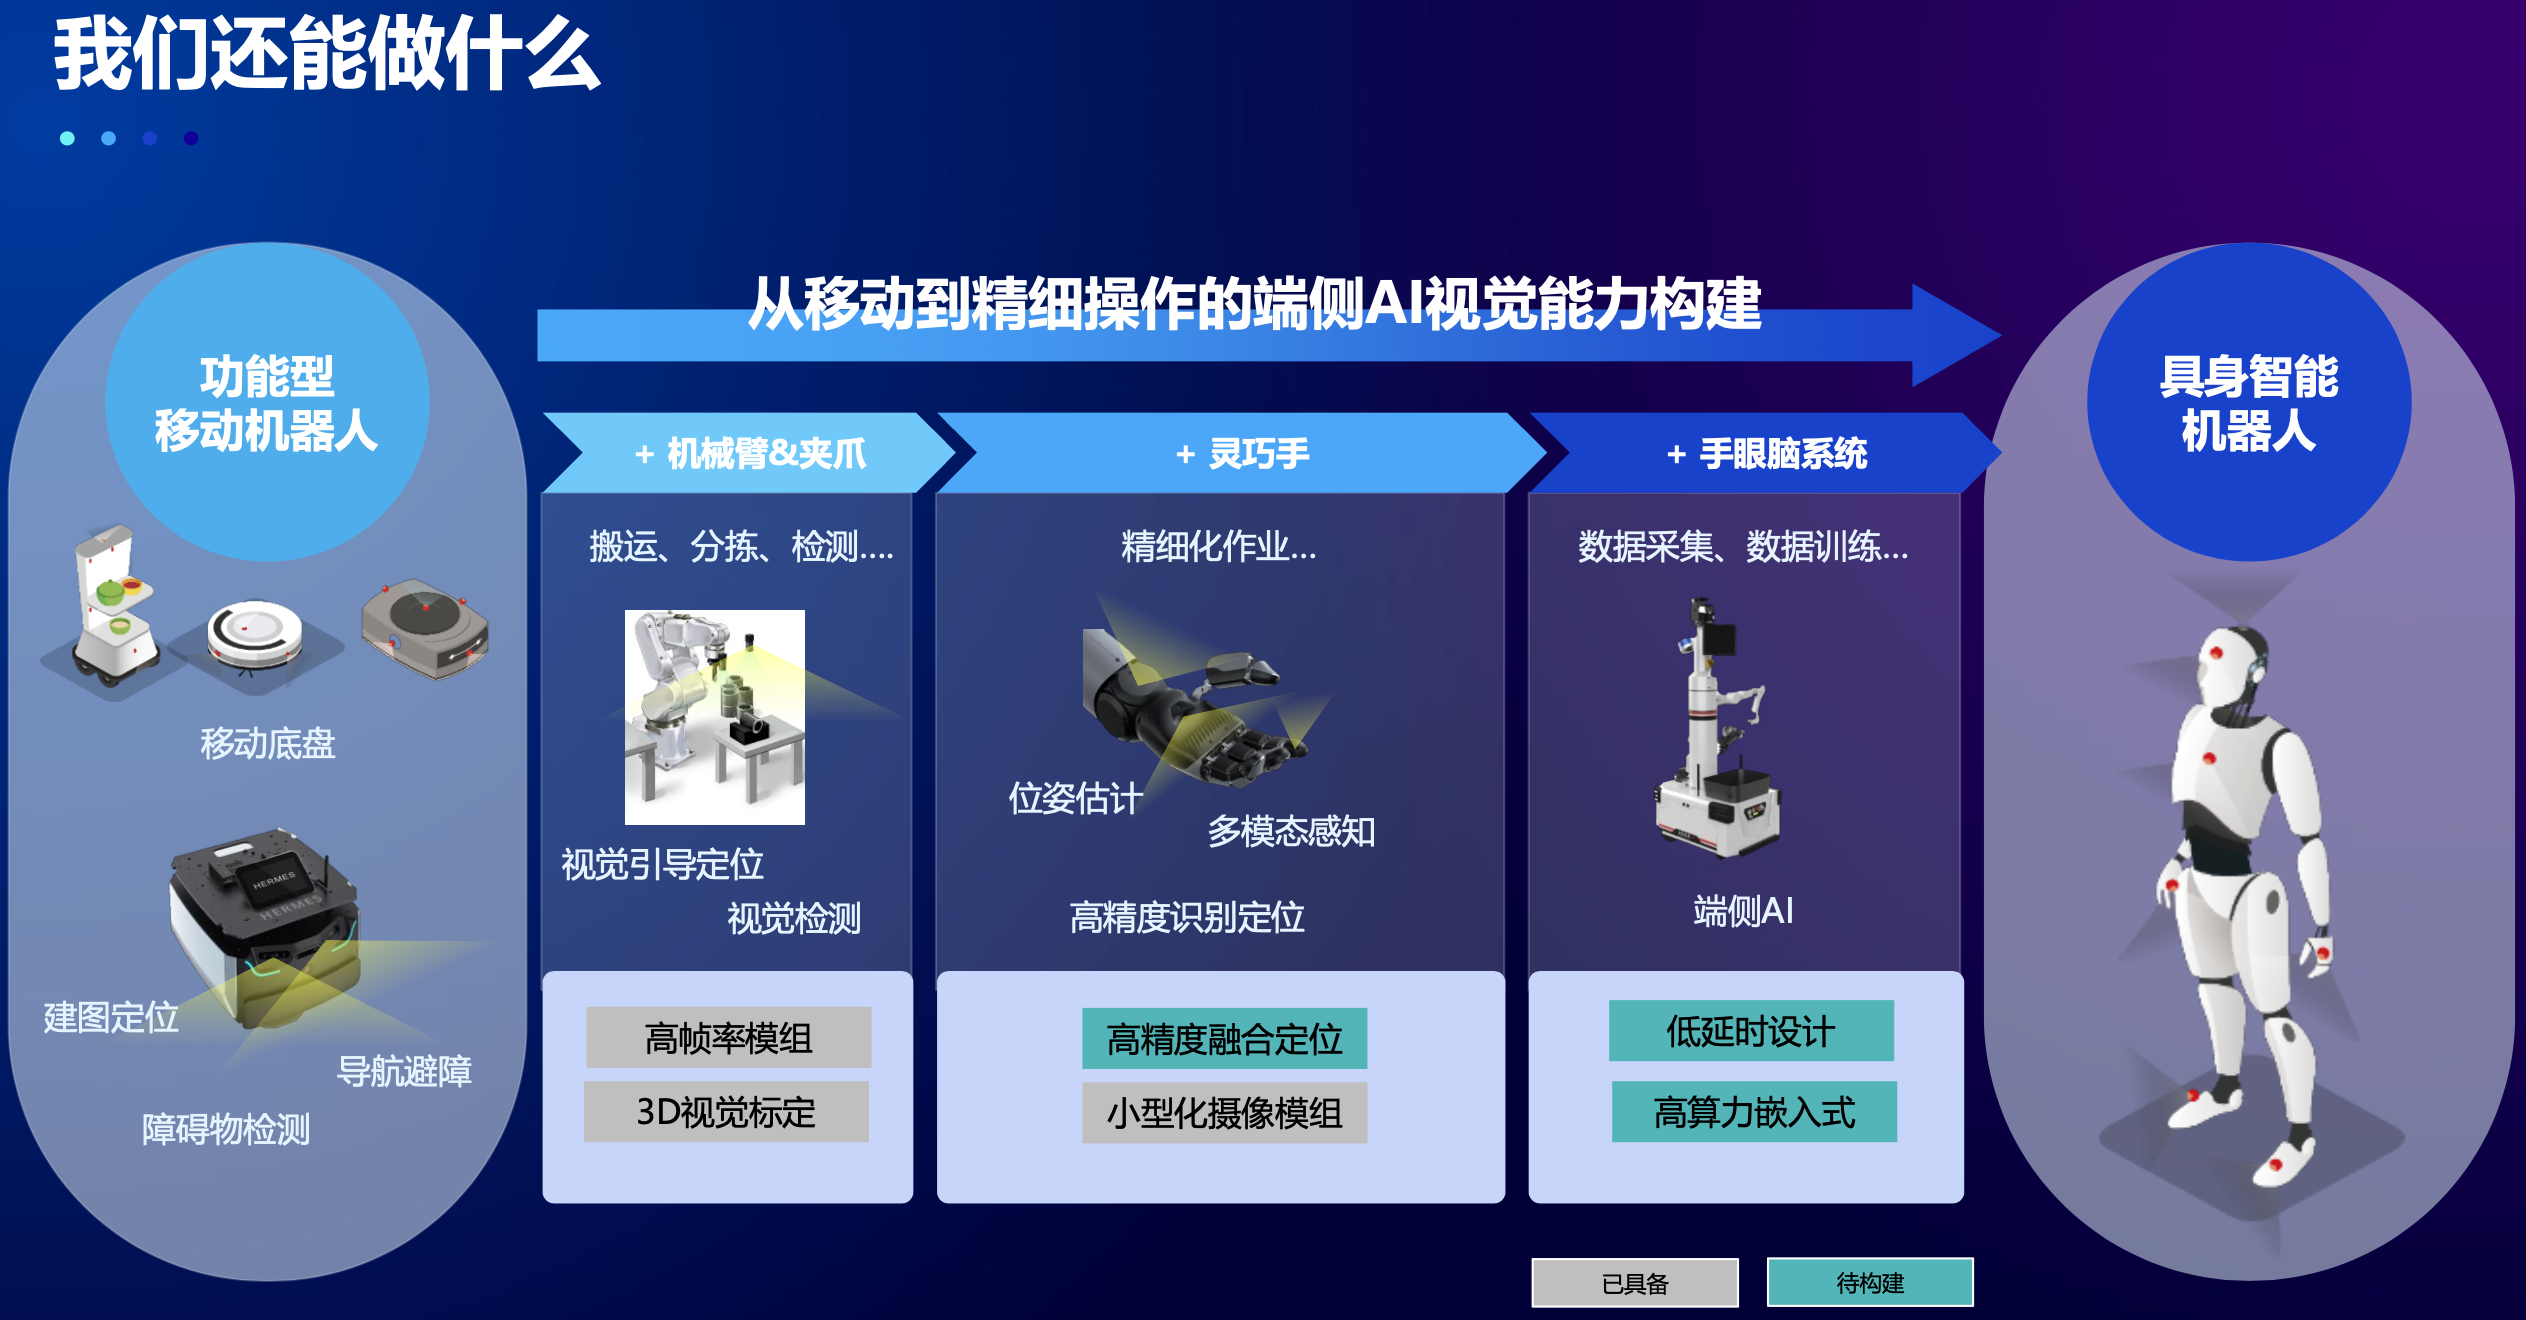 我们还能做什么
从移动到精细操作的端侧AI视觉能力构建
功能型
移动机器人
移动底盘
HERMES
HERMES
建图定位
导航避障
障碍物检测
+ 机械臂&夹爪
搬运、分拣、检测....
视觉引导定位
视觉检测
高帧率模组
3D视觉标定
+ 灵巧手
精细化作业...
位姿估计
多模态感知
高精度识别定位
高精度融合定位
小型化摄像模组
+ 手眼脑系统
数据采集、数据训练...
端侧AI
低延时设计
高算力嵌入式
具身智能
机器人
已具备
待构建